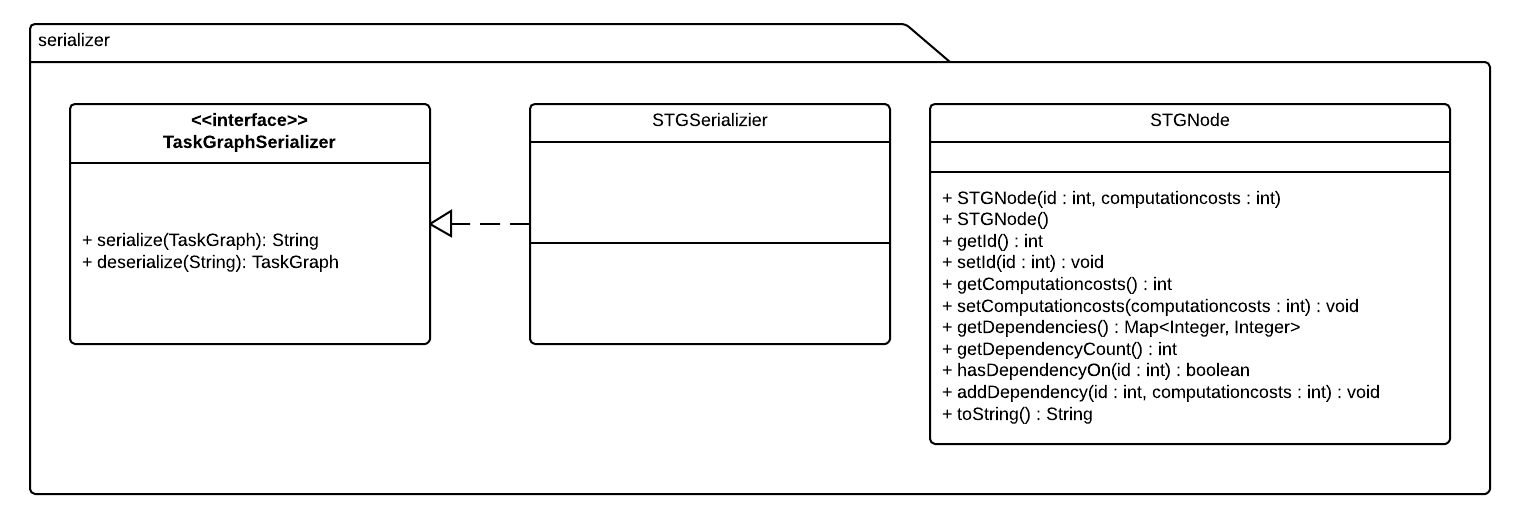 serializer
<<interface>>
TaskGraphSerializer
+ serialize(TaskGraph): String
+ deserialize(String): TaskGraph
STGSerializier
STGNode
+ STGNode(id : int, computationcosts : int)
+ STGNode()
+ getId() : int
+ setId(id : int) : void
+ getComputationcosts() : int
+ setComputationcosts(computationcosts : int) : void
+ getDependencies() : Map<Integer, Integer>
+ getDependencyCount() : int
+ hasDependencyOn(id : int) : boolean
+ addDependency(id : int, computationcosts : int) : void
+ toString() : String